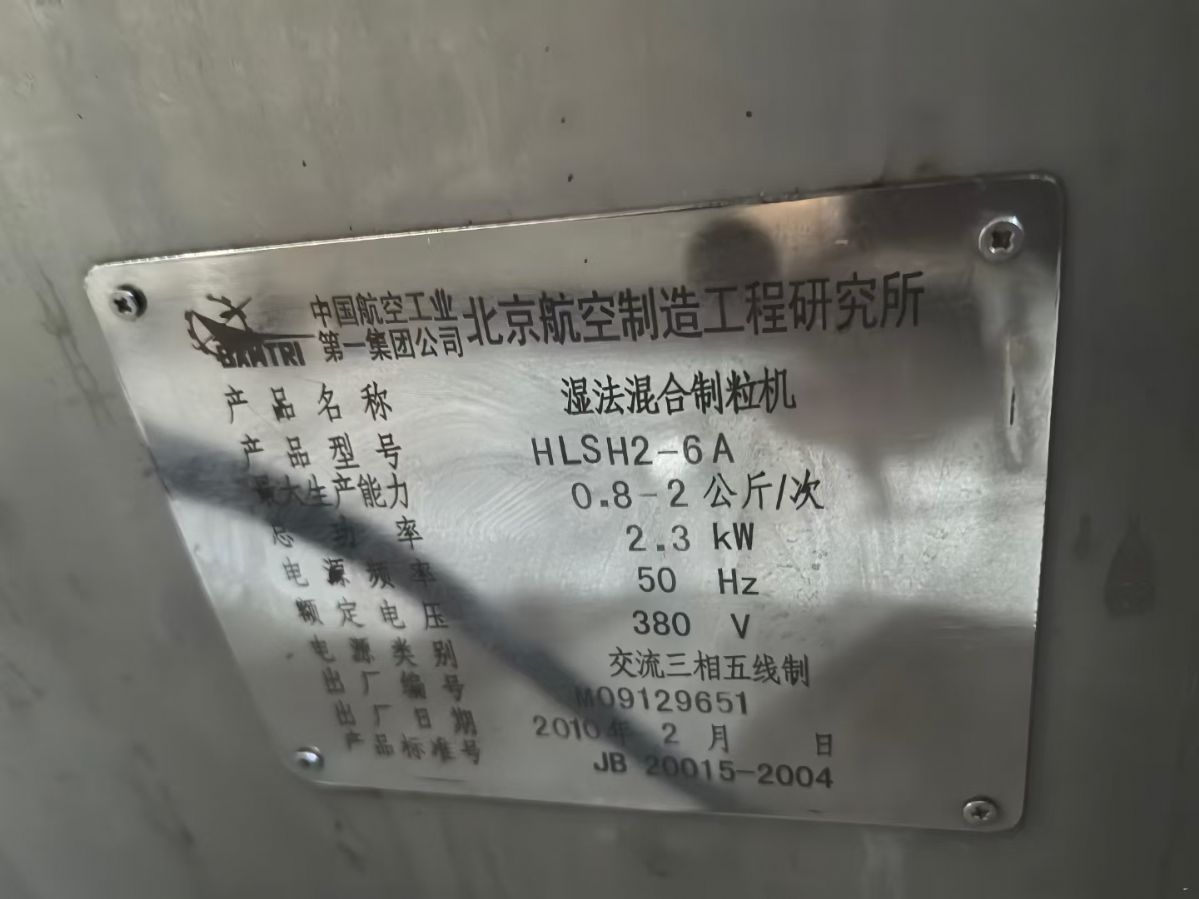 BAMTRI 中国航空工业第一集团公司 北京航空制造工程研究所
产品名称 湿法混合制粒机
产品型号 HLSH2-6A
最大生产能力 0.8-2 公斤/次
总功率 2.3 kW
电源频率 50 Hz
额定电压 380 V
电源类别 交流三相五线制
出厂编号 M09129651
出厂日期 2010年 2 月 日
产品标准号 JB 20015-2004